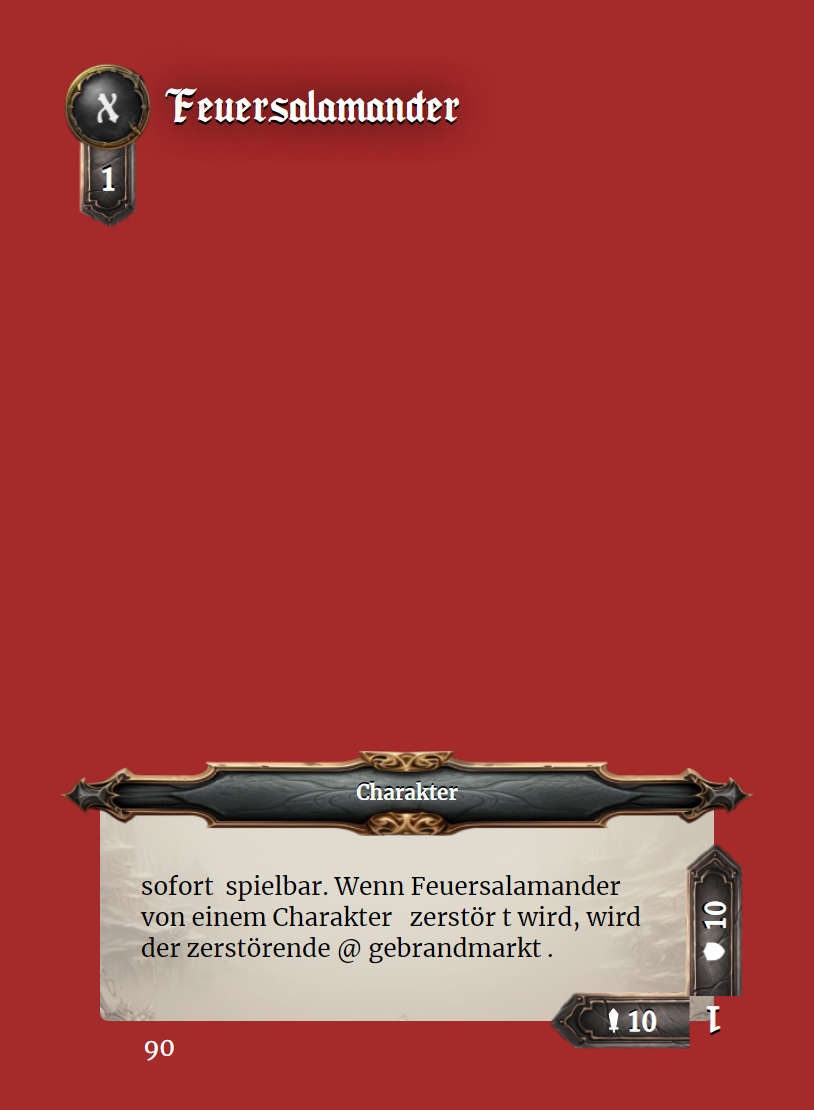 X
Feuersalamander
1
Charakter
sofort  spielbar. Wenn Feuersalamander
von einem Charakter   zerstör t wird, wird
der zerstörende @ gebrandmarkt .
10
10
1
90